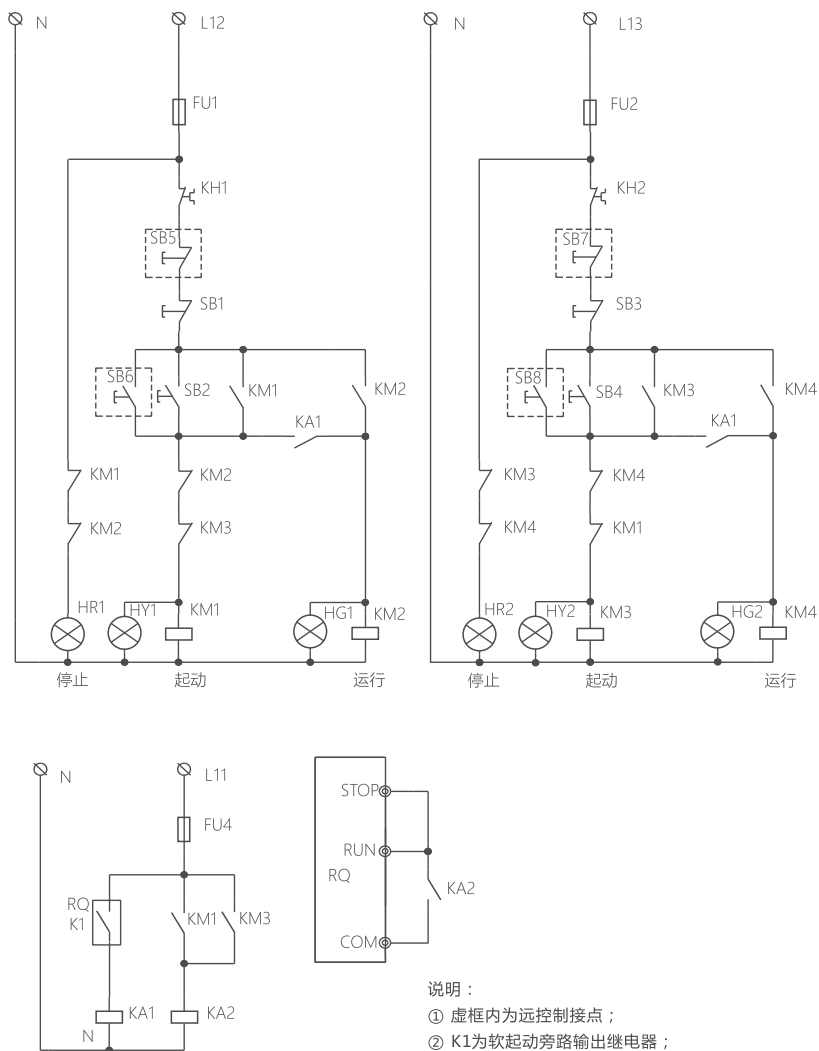 N L12 N L13
FU1 FU2
KH1 KH2
SB5 SB7
SB1 SB3
SB6 SB2 KM1 KM2 SB8 SB4 KM3 KM4
KA1 KA1
KM1 KM2 KM3 KM4
KM2 KM3 KM4 KM1
HR1 HY1 KM1 HG1 KM2 HR2 HY2 KM3 HG2 KM4
停止 起动 运行 停止 起动 运行
N L11
STOP
FU4
RUN
RQ
KA2
RQ
K1 KM1 KM3
COM
KA1 KA2
N
说明：
① 虚框内为远控制接点；
② K1为软起动旁路输出继电器；